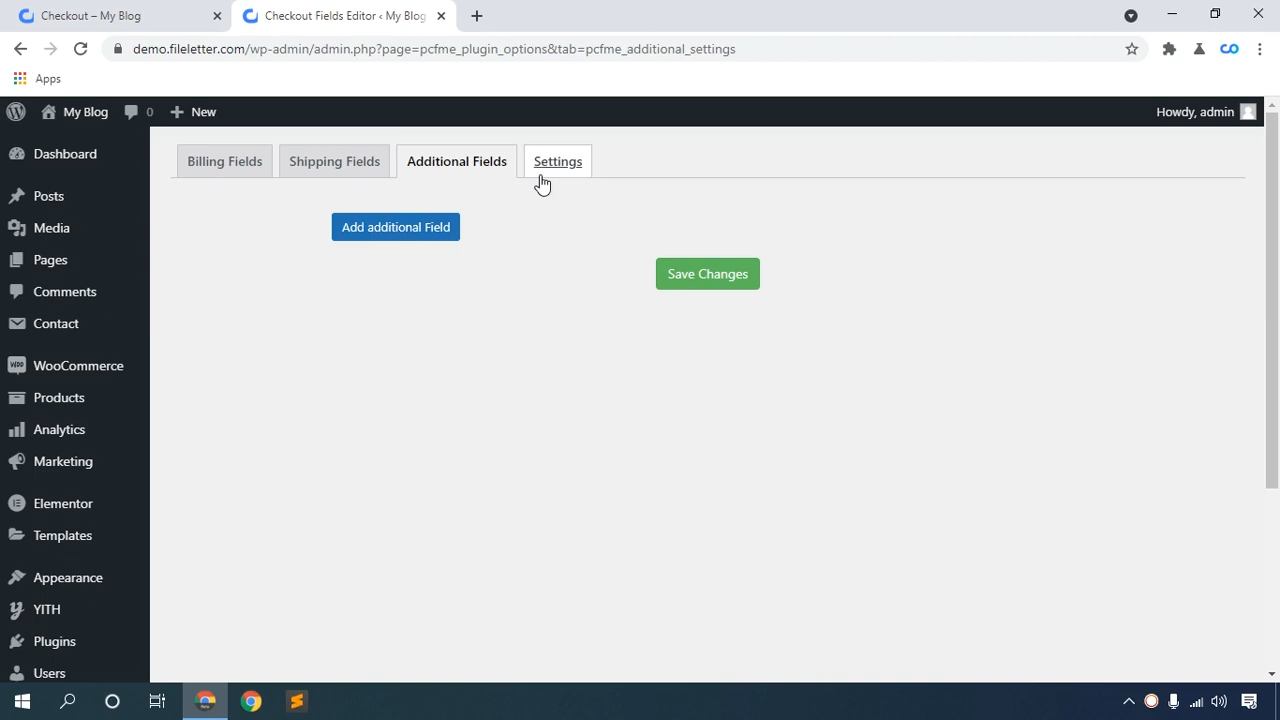 Checkout – My Blog
Checkout Fields Editor ‹ My Blog
demo.fileletter.com/wp-admin/admin.php?page=pcfme_plugin_options&tab=pcfme_additional_settings
Apps
My Blog
0
New
Howdy, admin
Dashboard
Posts
Media
Pages
Comments
Contact
WooCommerce
Products
Analytics
Marketing
Elementor
Templates
Appearance
YITH
Plugins
Users
Billing Fields
Shipping Fields
Additional Fields
Settings
Add additional Field
Save Changes